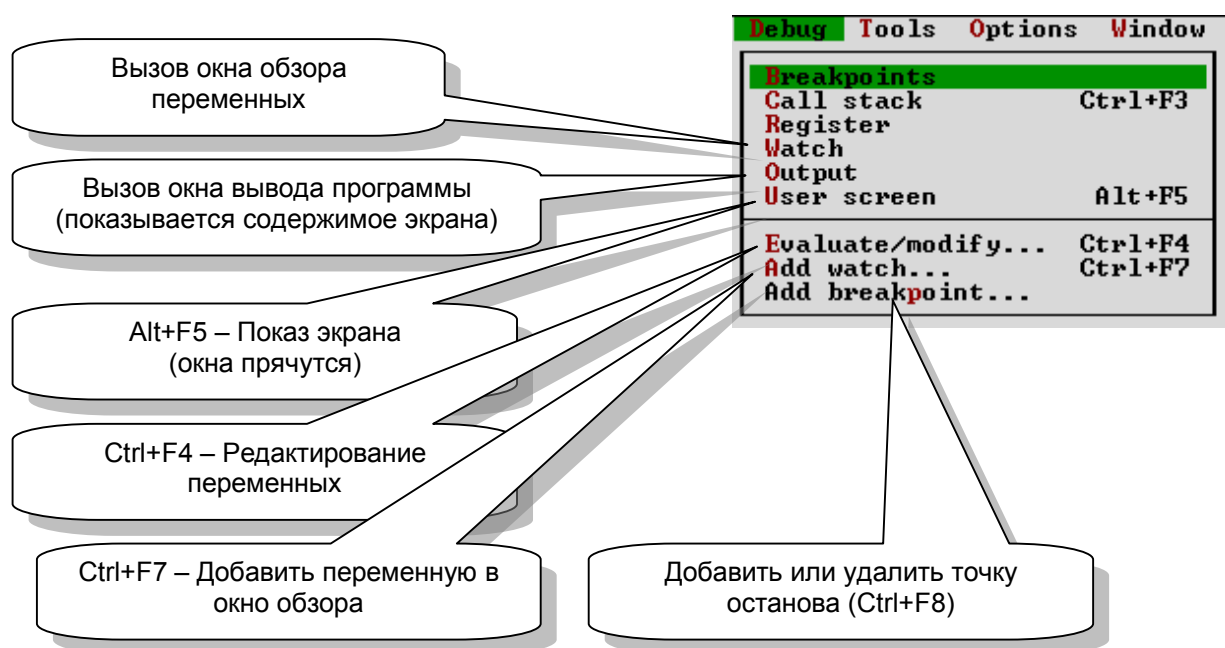 Debug Tools Options Window
Breakpoints
Call stack Ctrl+F3
Register
Watch
Output
User screen Alt+F5
Evaluate/modify... Ctrl+F4
Add watch... Ctrl+F7
Add breakpoint...
Вызов окна обзора
переменных
Вызов окна вывода программы
(показывается содержимое экрана)
Alt+F5 – Показ экрана
(окна прячутся)
Ctrl+F4 – Редактирование
переменных
Ctrl+F7 – Добавить переменную в
окно обзора
Добавить или удалить точку
останова (Ctrl+F8)